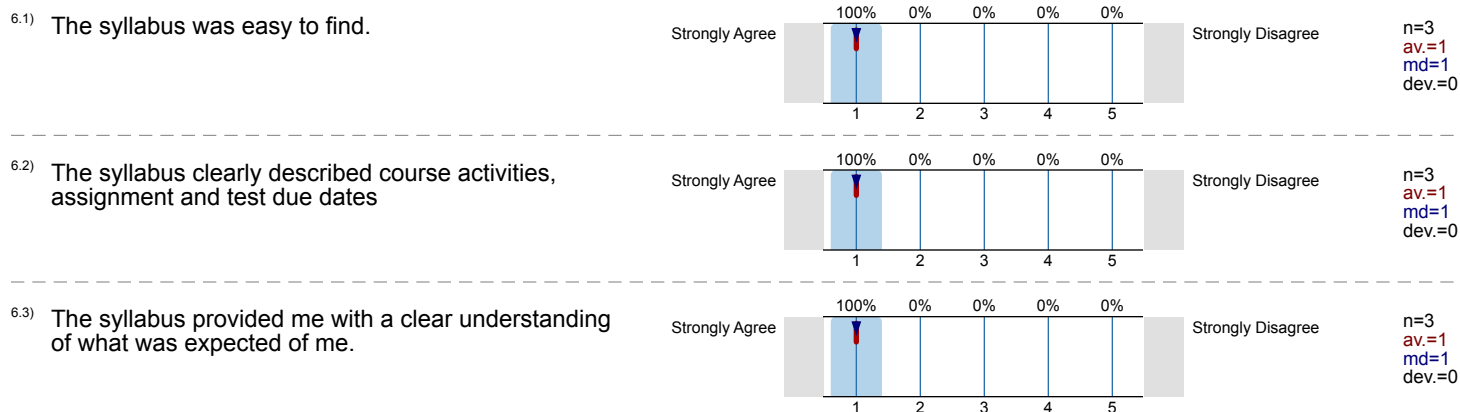 6.1) The syllabus was easy to find.
100% 0% 0% 0% 0%
Strongly Agree
Strongly Disagree
1 2 3 4 5
n=3
av.=1
md=1
dev.=0
6.2) The syllabus clearly described course activities,
assignment and test due dates
100% 0% 0% 0% 0%
Strongly Agree
Strongly Disagree
1 2 3 4 5
n=3
av.=1
md=1
dev.=0
6.3) The syllabus provided me with a clear understanding
of what was expected of me.
100% 0% 0% 0% 0%
Strongly Agree
Strongly Disagree
1 2 3 4 5
n=3
av.=1
md=1
dev.=0